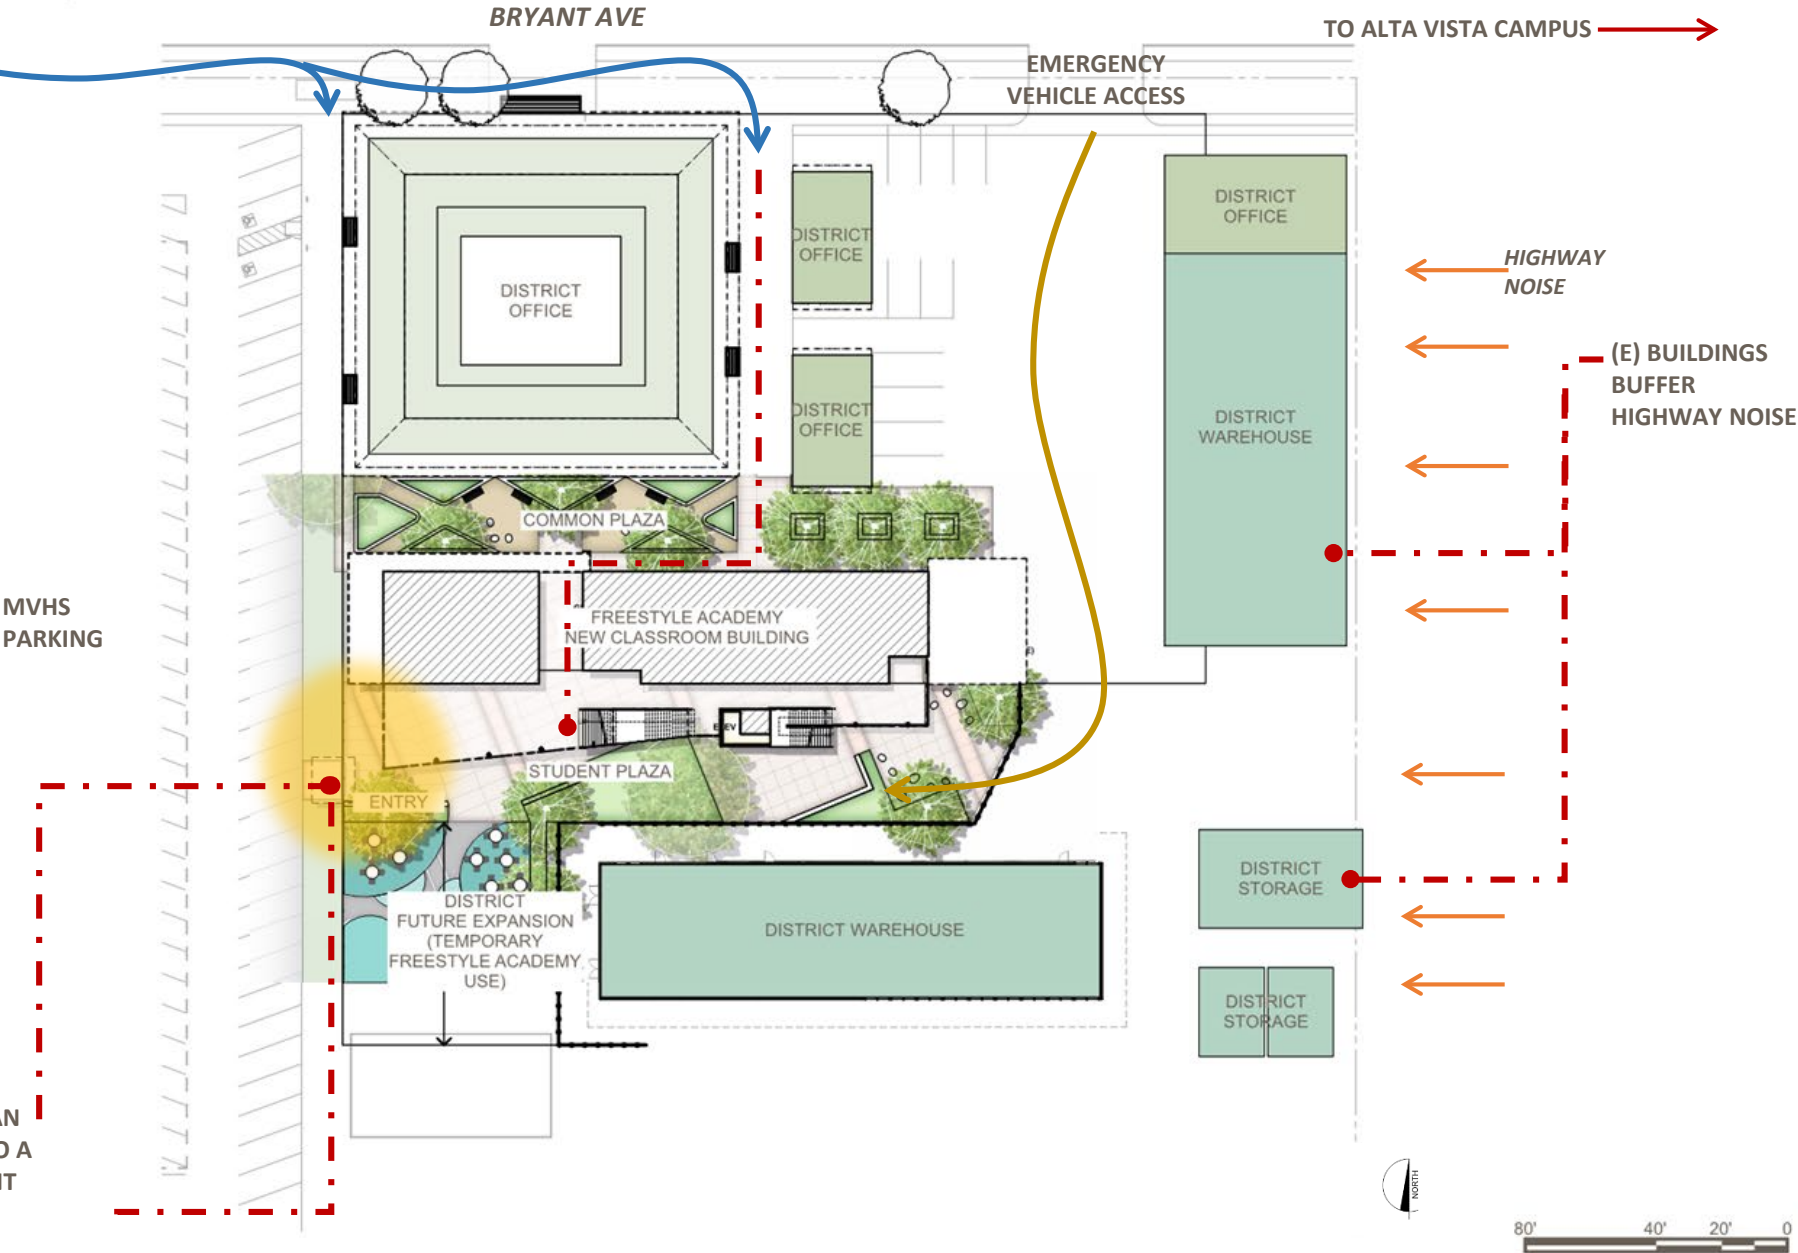 BRYANT AVE
TO ALTA VISTA CAMPUS
EMERGENCY
VEHICLE ACCESS
DISTRICT
OFFICE
DISTRICT
OFFICE
HIGHWAY
NOISE
DISTRICT
OFFICE
(E) BUILDINGS
BUFFER
HIGHWAY NOISE
DISTRICT
OFFICE
DISTRICT
WAREHOUSE
COMMON PLAZA
MVHS
PARKING
FREESTYLE ACADEMY
NEW CLASSROOM BUILDING
ELEV
STUDENT PLAZA
ENTRY
DISTRICT
STORAGE
DISTRICT
FUTURE EXPANSION
(TEMPORARY
FREESTYLE ACADEMY
USE)
DISTRICT WAREHOUSE
DISTRICT
STORAGE
AN
O A
NT
NORTH
80' 40' 20' 0